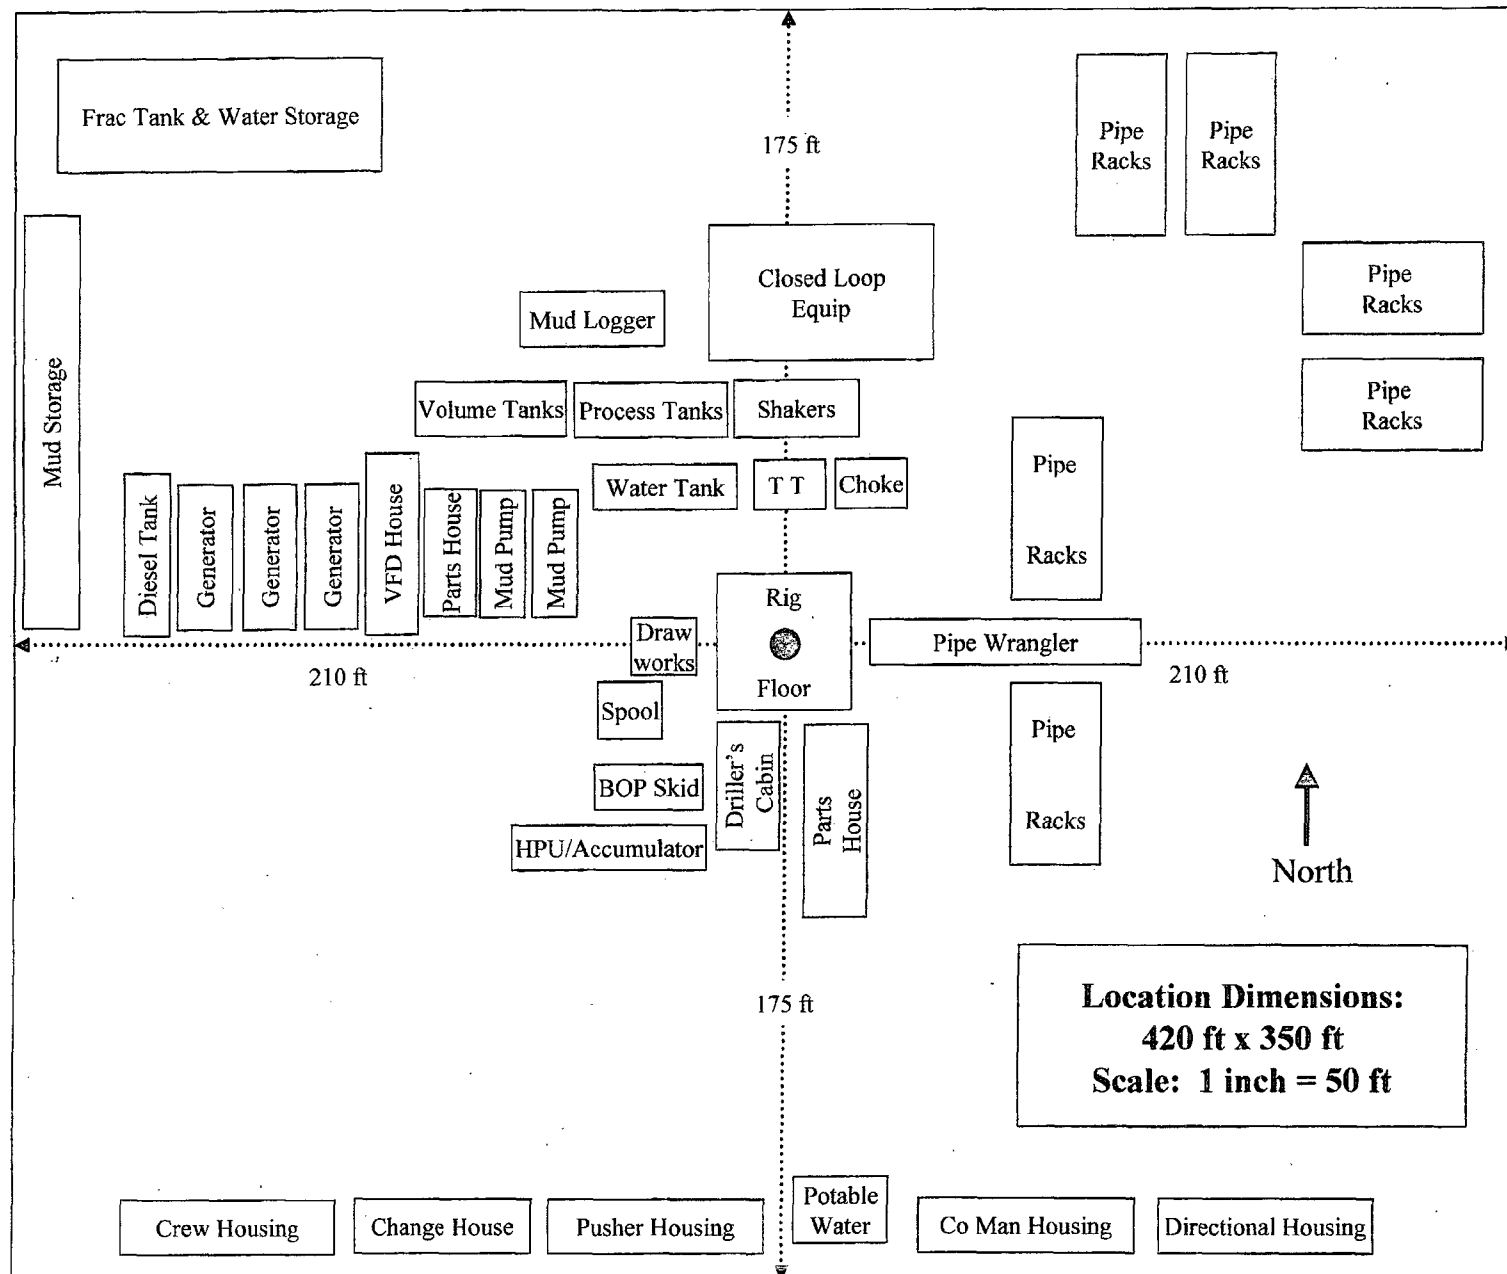 Frac Tank & Water Storage
175 ft
Pipe
Racks
Pipe
Racks
Closed Loop
Equip
Pipe
Racks
Mud Logger
Mud Storage
Volume Tanks
Process Tanks
Shakers
Pipe
Racks
Diesel Tank
Generator
Generator
Generator
VFD House
Parts House
Mud Pump
Mud Pump
Water Tank
T T
Choke
Pipe
Racks
Rig
Floor
Draw
works
Pipe Wrangler
210 ft
210 ft
Spool
BOP Skid
HPU/Accumulator
Driller's
Cabin
Parts
House
Pipe
Racks
North
175 ft
Location Dimensions:
420 ft x 350 ft
Scale: 1 inch = 50 ft
Crew Housing
Change House
Pusher Housing
Potable
Water
Co Man Housing
Directional Housing